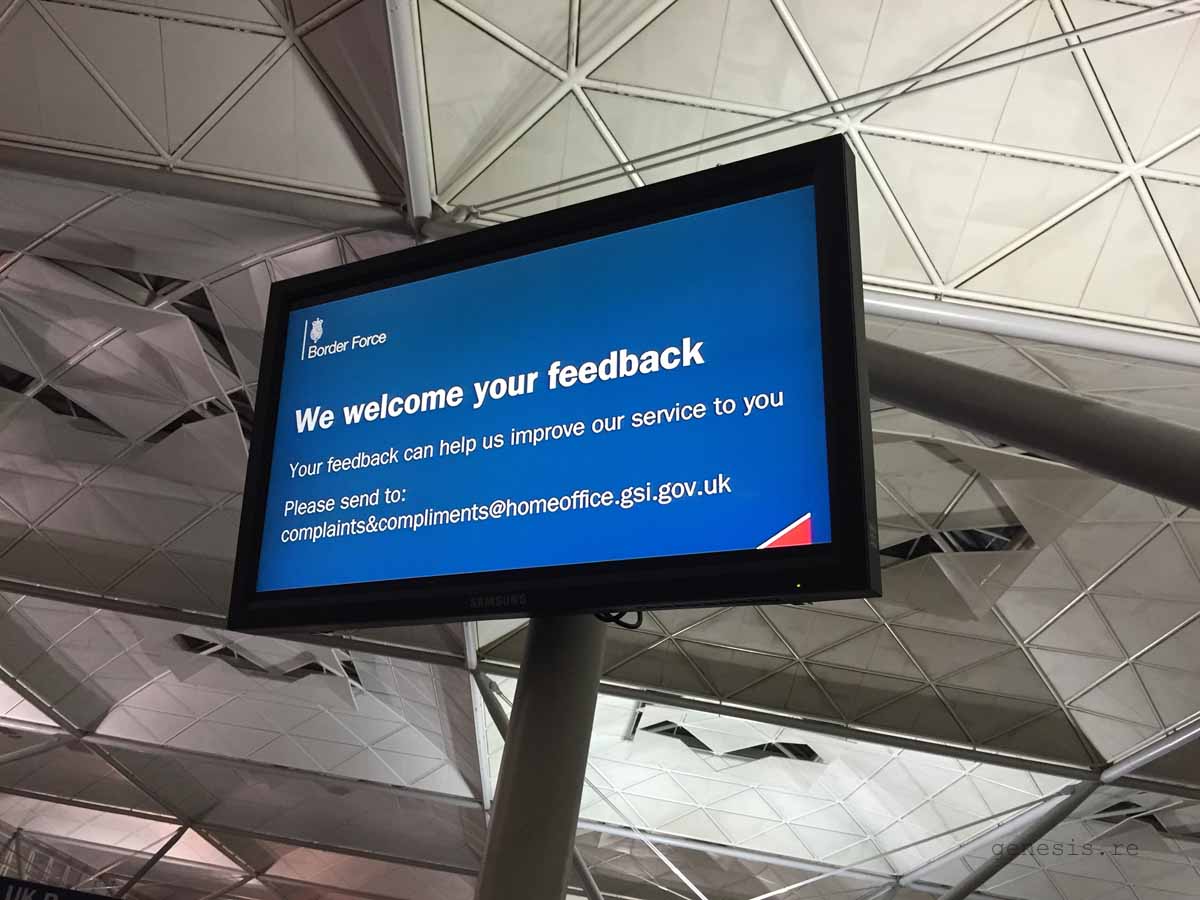 Border Force
We welcome your feedback
Your feedback can help us improve our service to you
Please send to:
complaints&compliments@homeoffice.gsi.gov.uk
SAMSUNG
genesis.re
UK